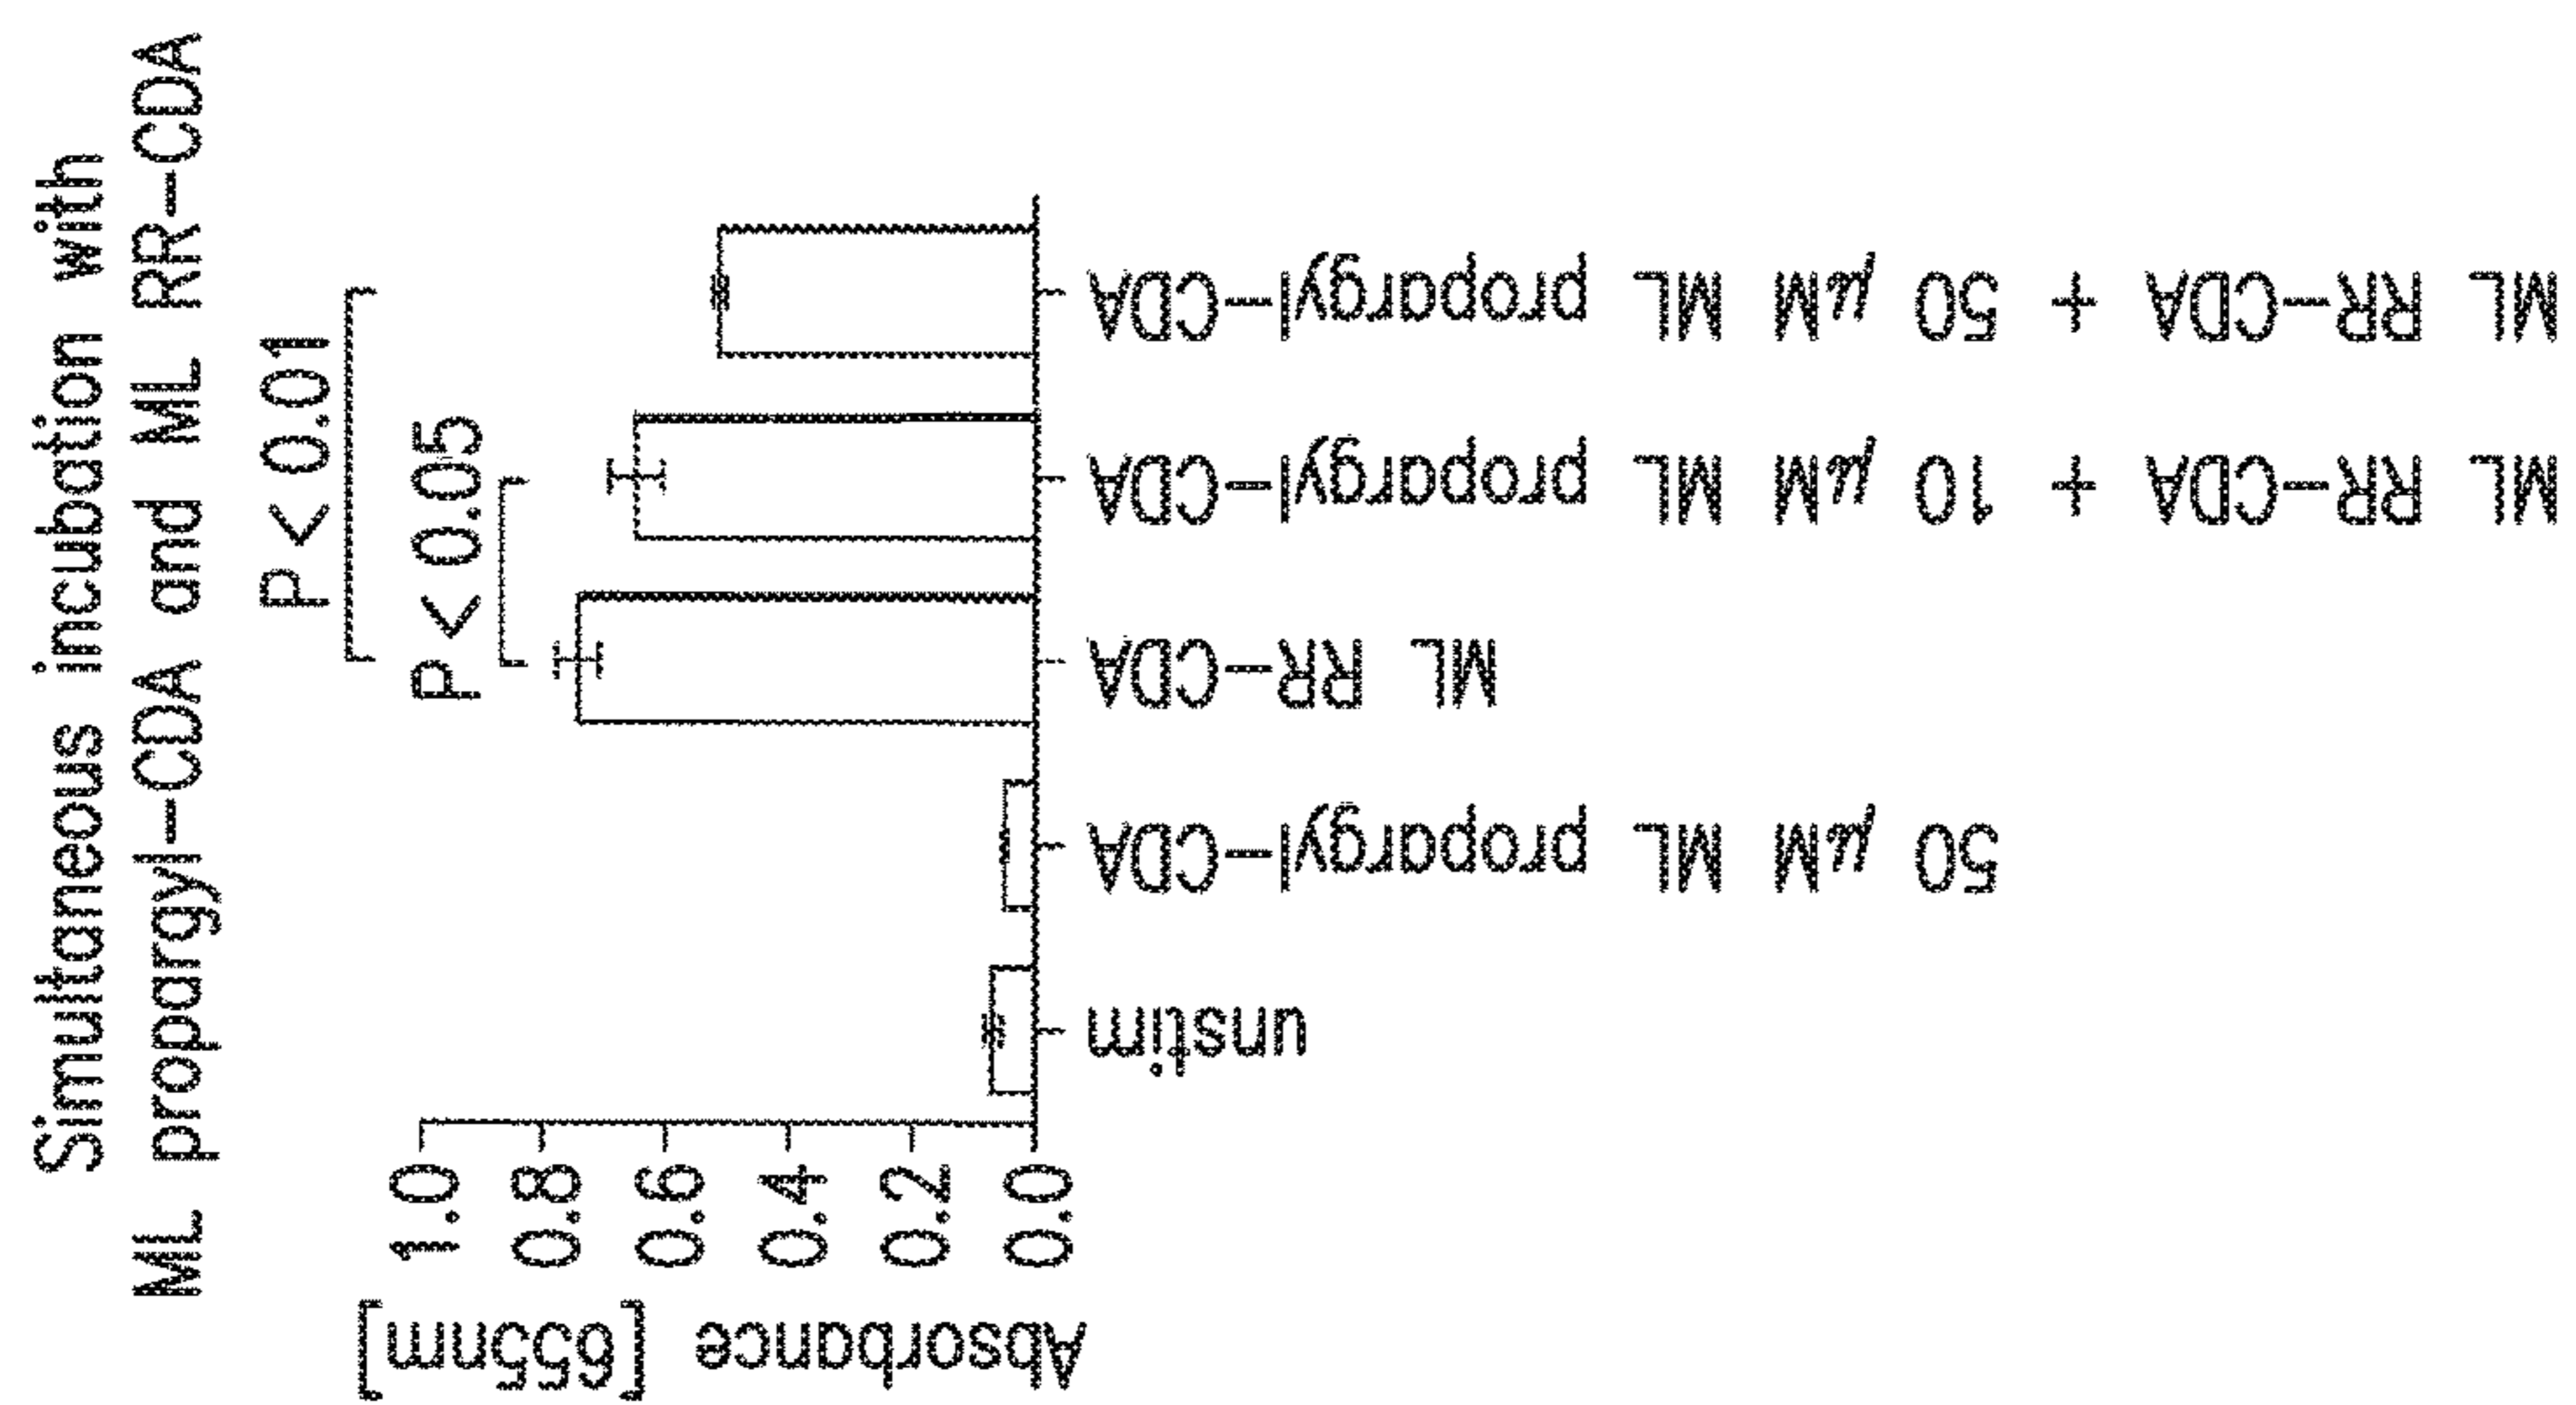 Simultaneous incubation with
ML propargyl-CDA and ML RR-CDA
P < 0.01
P < 0.05
Absorbance [655nm]
1.0
0.8
0.6
0.4
0.2
0.0
unstim
50 μM ML propargyl-CDA
ML RR-CDA
ML RR-CDA + 10 μM ML propargyl-CDA
ML RR-CDA + 50 μM ML propargyl-CDA